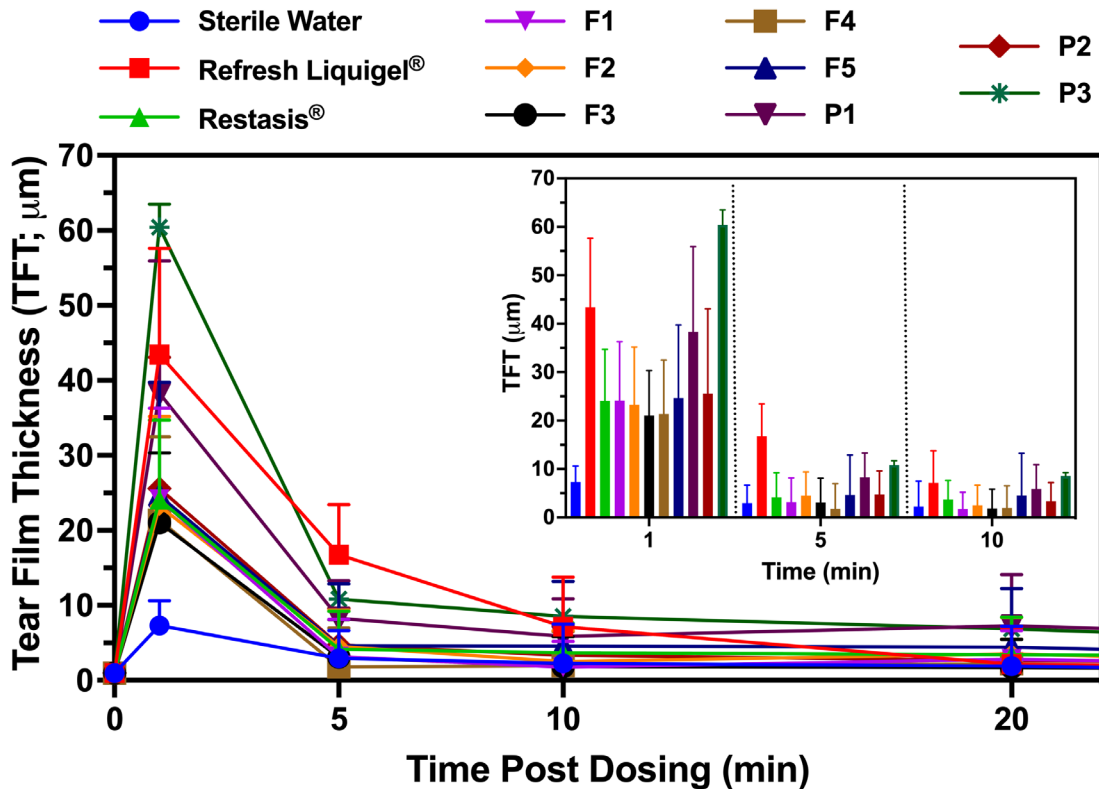 Sterile Water
Refresh Liquigel®
Restasis®
F1
F2
F3
F4
F5
P1
P2
P3
Tear Film Thickness (TFT; μm)
70
60
50
40
30
20
10
0
0
5
10
20
Time Post Dosing (min)
TFT (μm)
70
60
50
40
30
20
10
0
1
5
10
Time (min)